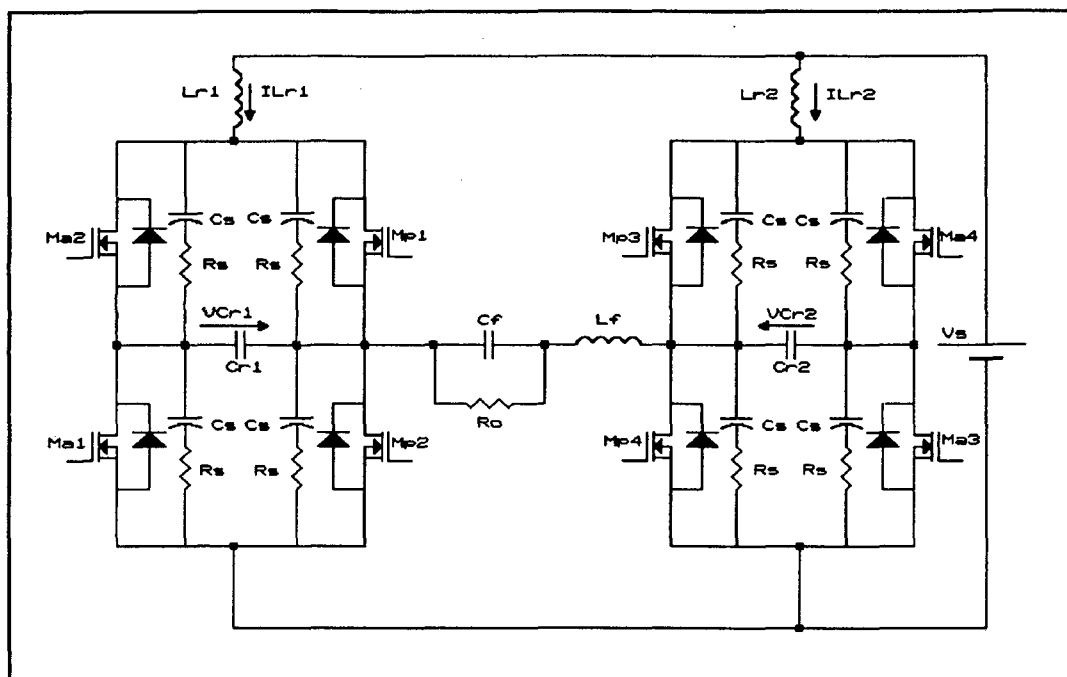 Lr1 ILr1 Lr2 ILr2
Cs Cs Cs Cs
Ma2 Mp1 Mp3 Ma4
Rs Rs Rs Rs
VCr1 Cf Lf VCr2 Vs
Cr1 Cr2
Ro
Cs Cs Cs Cs
Ma1 Mp2 Mp4 Ma3
Rs Rs Rs Rs